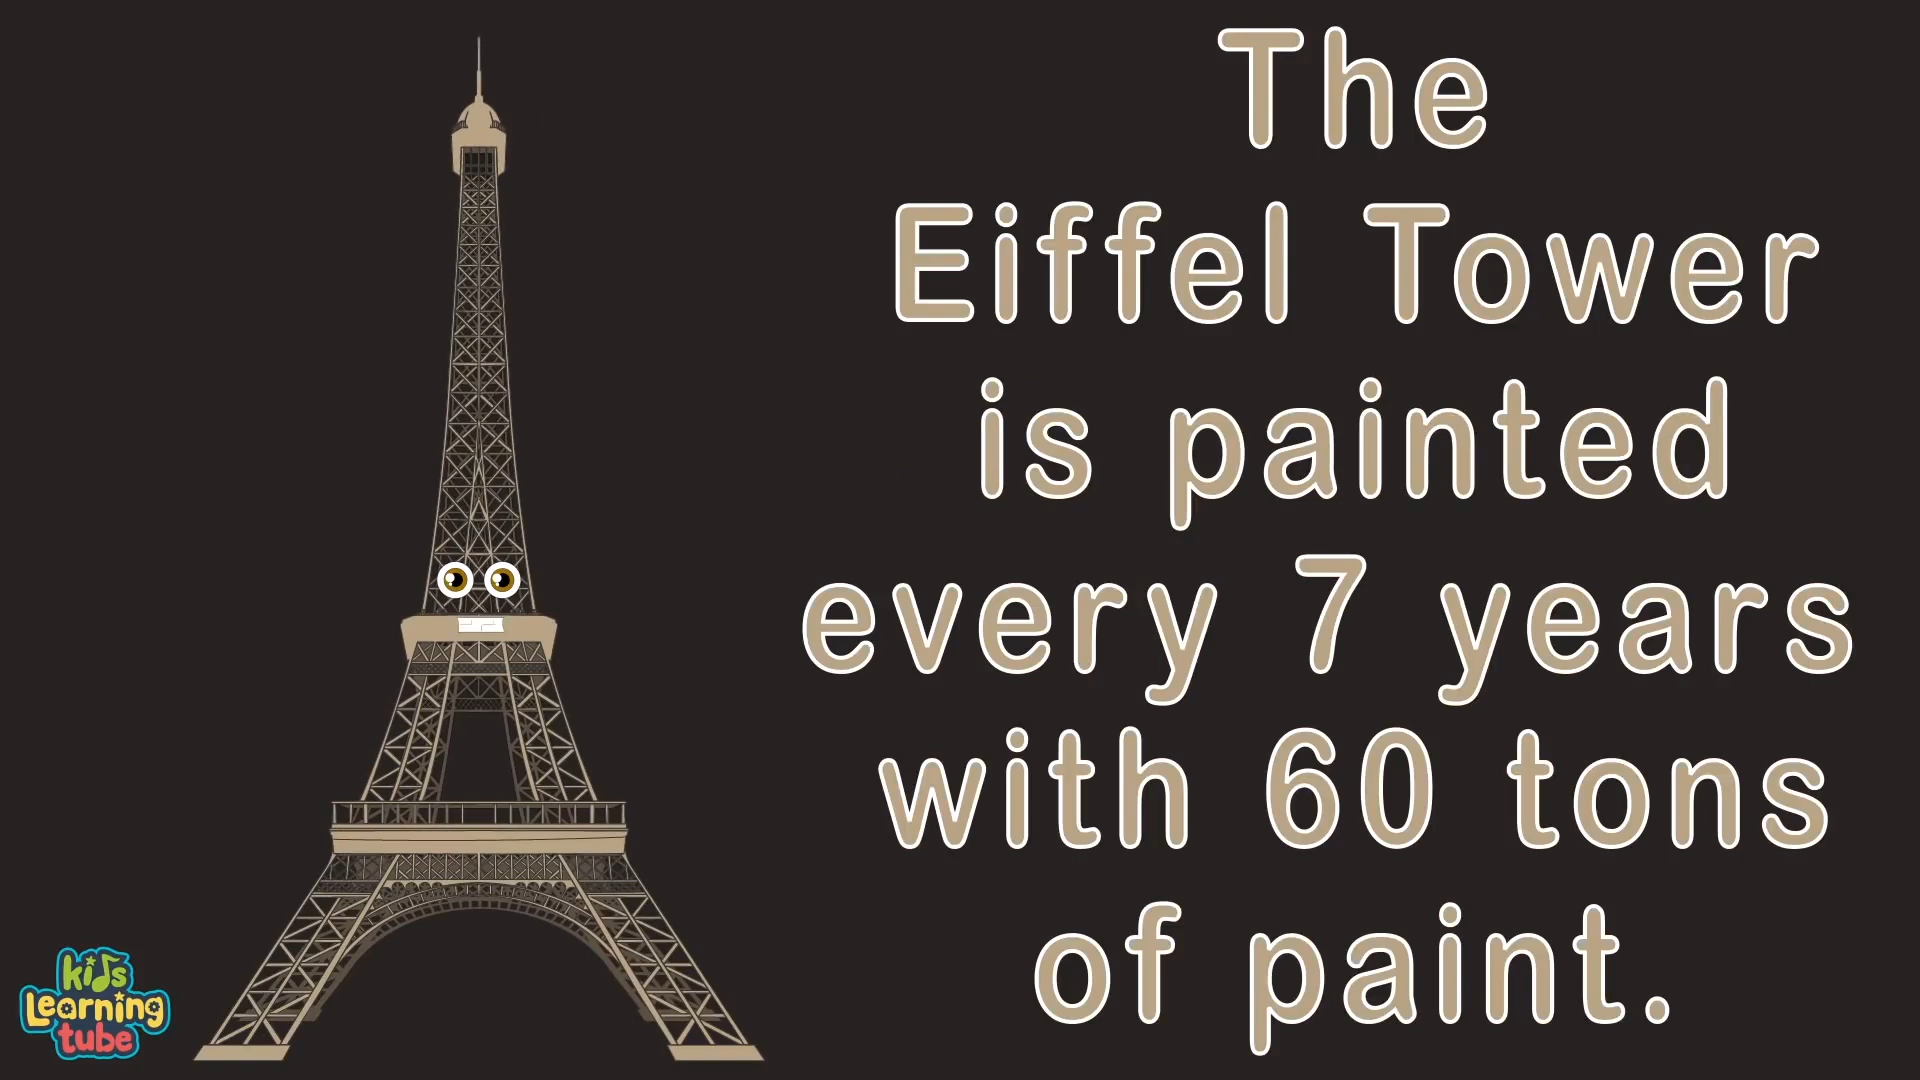 The
Eiffel Tower
is painted
every 7 years
with 60 tons
of paint.
kids
Learning
tube